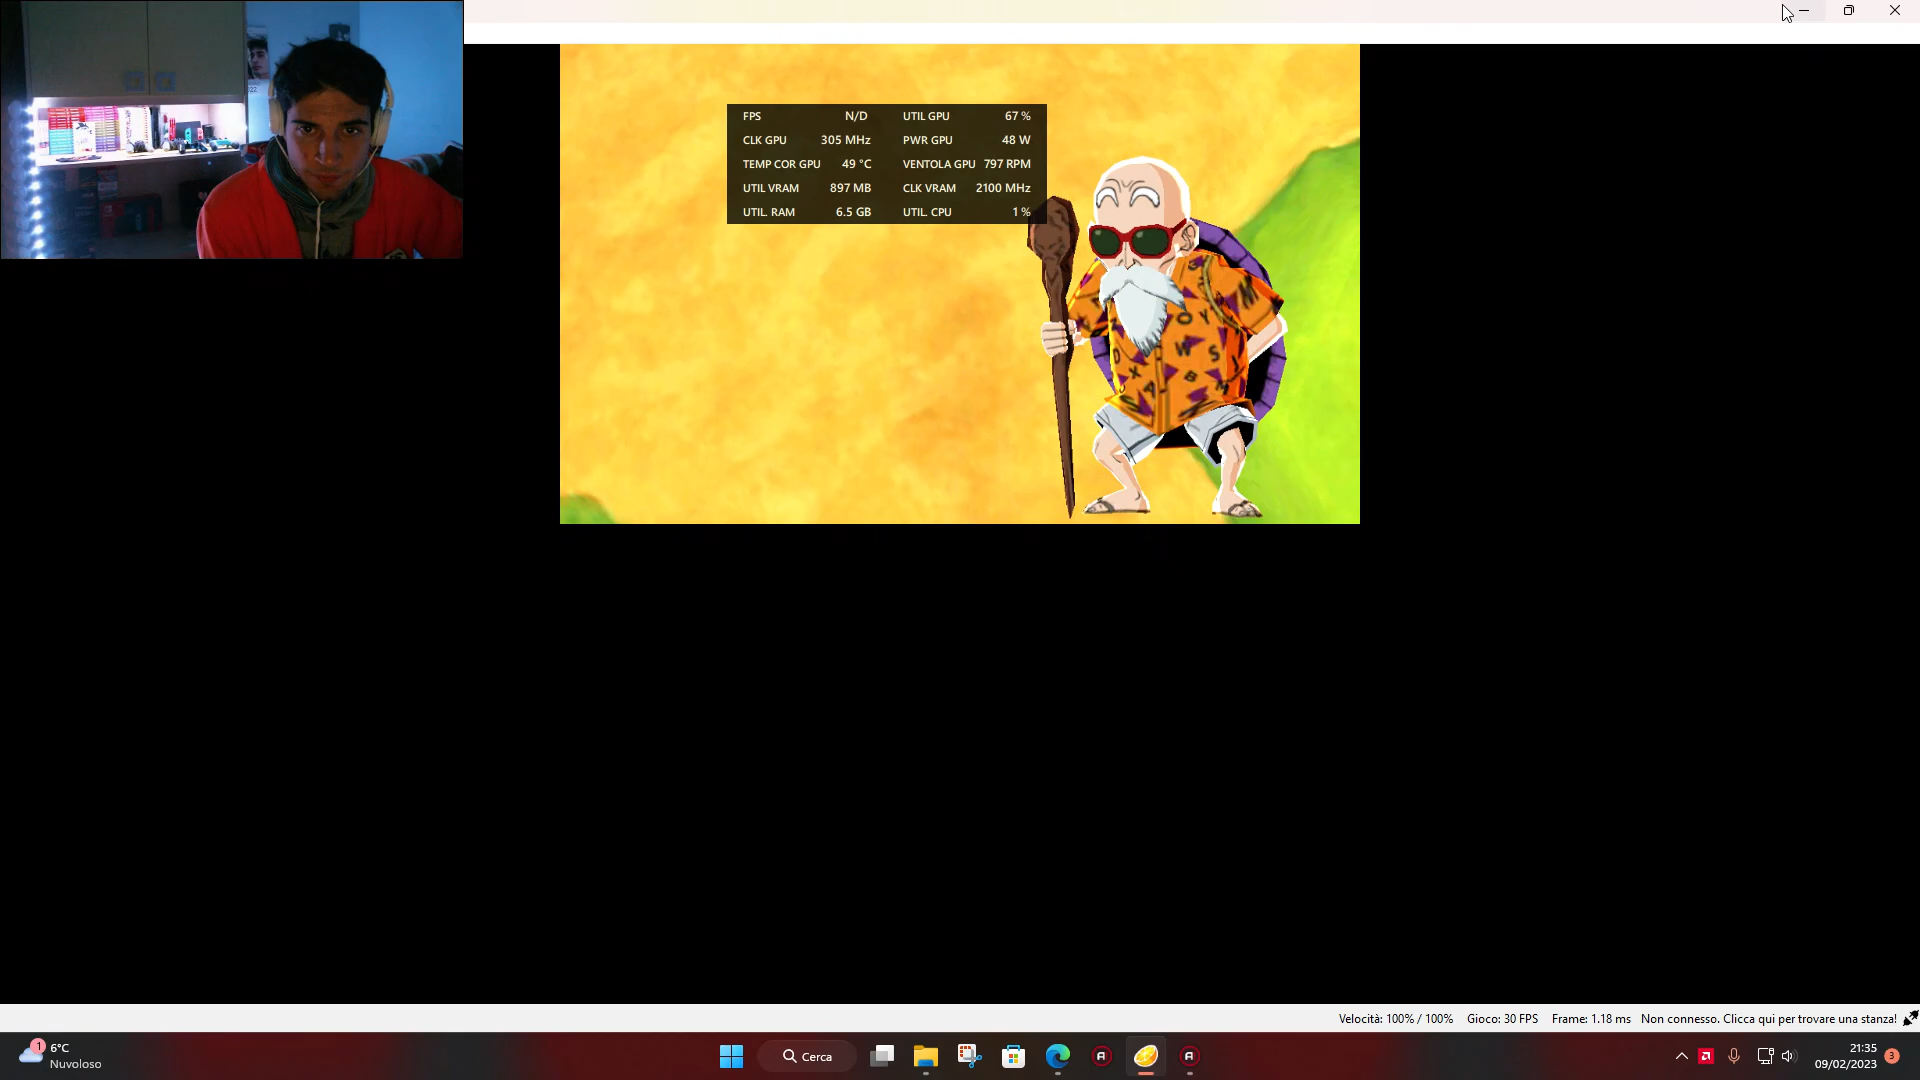 022
FPS N/D UTIL GPU 67 %
CLK GPU 305 MHz PWR GPU 48 W
TEMP COR GPU 49 °C VENTOLA GPU 797 RPM
UTIL VRAM 897 MB CLK VRAM 2100 MHz
UTIL. RAM 6.5 GB UTIL. CPU 1 %
Velocità: 100% / 100% Gioco: 30 FPS Frame: 1.18 ms Non connesso. Clicca qui per trovare una stanza!
1
6°C
Nuvoloso
Cerca
21:35
09/02/2023
3